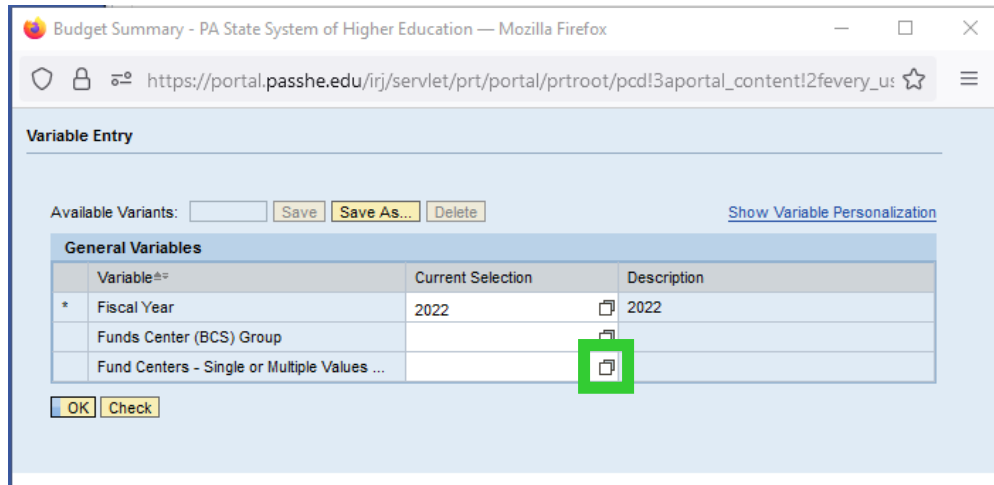 Budget Summary - PA State System of Higher Education — Mozilla Firefox
https://portal.passhe.edu/irj/servlet/prt/portal/prtroot/pcd!3aportal_content!2fevery_us
Variable Entry
Available Variants: Save Save As... Delete Show Variable Personalization
General Variables
Variable Current Selection Description
* Fiscal Year 2022 2022
Funds Center (BCS) Group
Fund Centers - Single or Multiple Values ...
OK Check